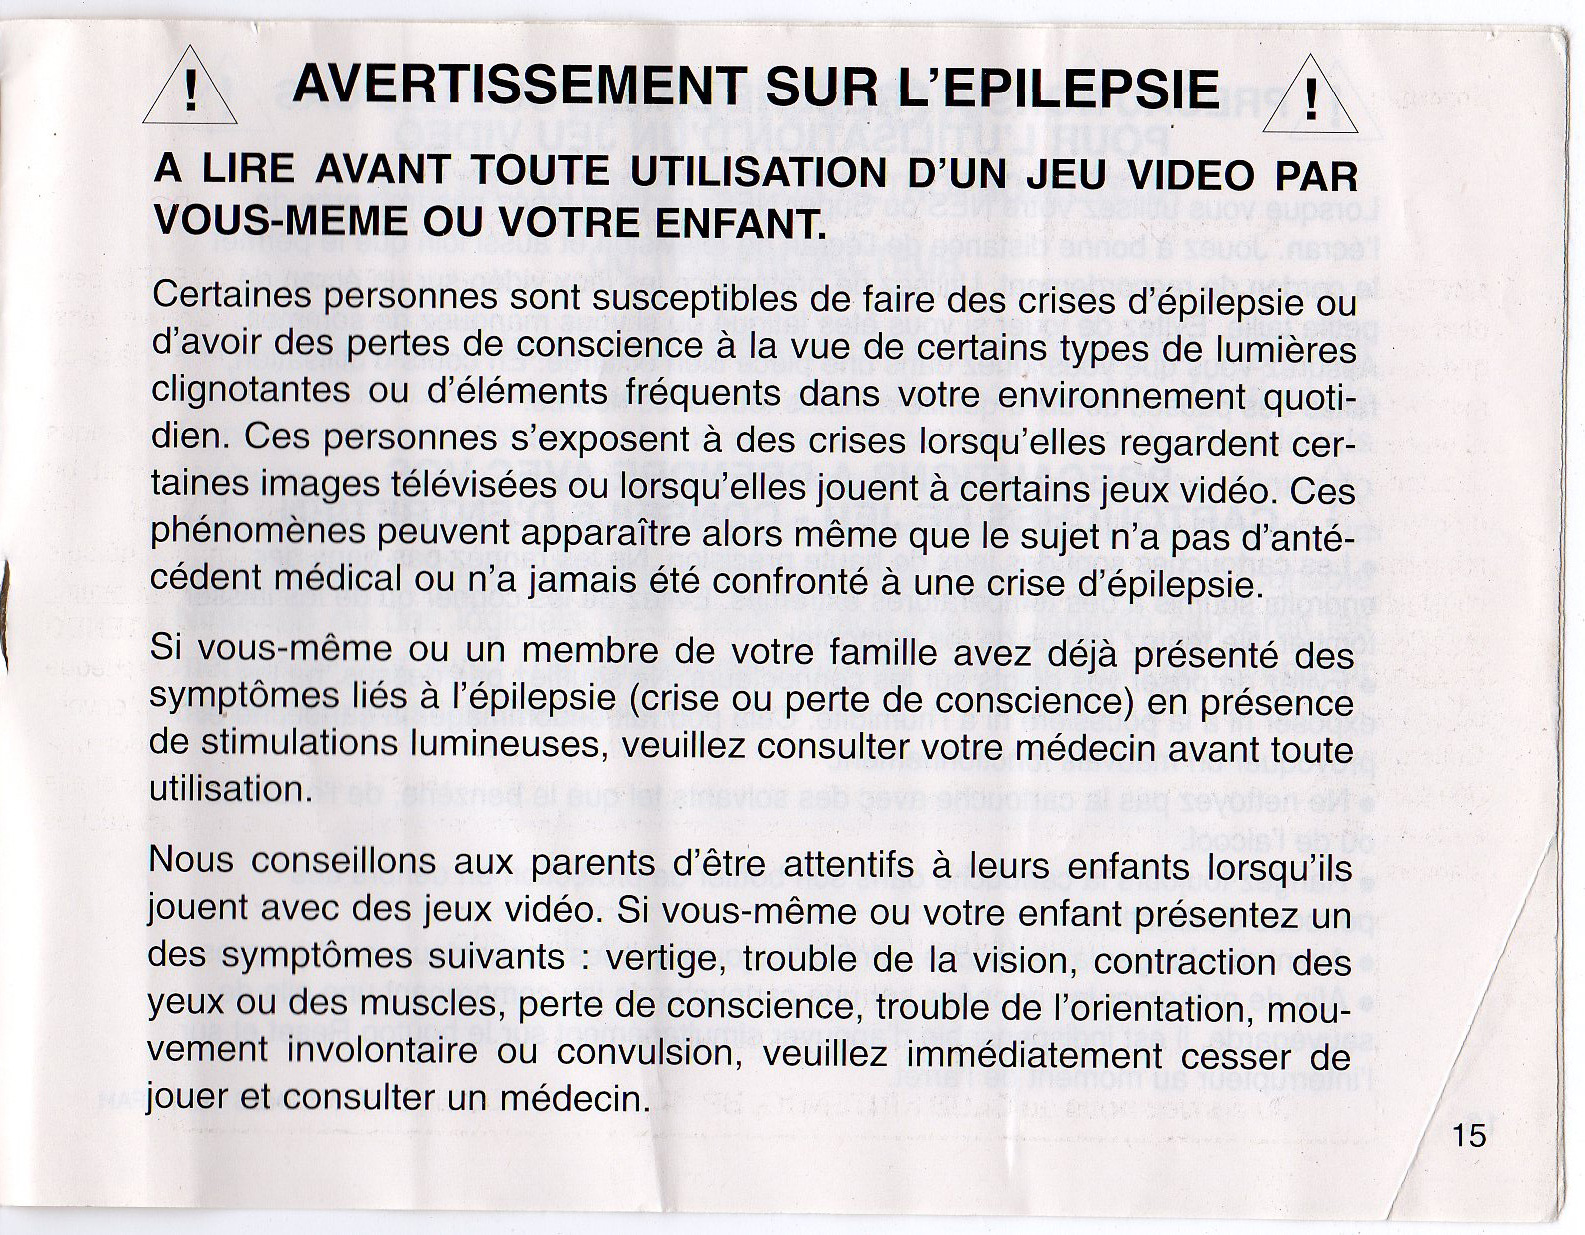 ! AVERTISSEMENT SUR L'EPILEPSIE !
A LIRE AVANT TOUTE UTILISATION D'UN JEU VIDEO PAR
VOUS-MEME OU VOTRE ENFANT.
Certaines personnes sont susceptibles de faire des crises d'épilepsie ou
d'avoir des pertes de conscience à la vue de certains types de lumières
clignotantes ou d'éléments fréquents dans votre environnement quoti-
dien. Ces personnes s'exposent à des crises lorsqu'elles regardent cer-
taines images télévisées ou lorsqu'elles jouent à certains jeux vidéo. Ces
phénomènes peuvent apparaître alors même que le sujet n'a pas d'anté-
cédent médical ou n'a jamais été confronté à une crise d'épilepsie.
Si vous-même ou un membre de votre famille avez déjà présenté des
symptômes liés à l'épilepsie (crise ou perte de conscience) en présence
de stimulations lumineuses, veuillez consulter votre médecin avant toute
utilisation.
Nous conseillons aux parents d'être attentifs à leurs enfants lorsqu'ils
jouent avec des jeux vidéo. Si vous-même ou votre enfant présentez un
des symptômes suivants : vertige, trouble de la vision, contraction des
yeux ou des muscles, perte de conscience, trouble de l'orientation, mou-
vement involontaire ou convulsion, veuillez immédiatement cesser de
jouer et consulter un médecin.
15